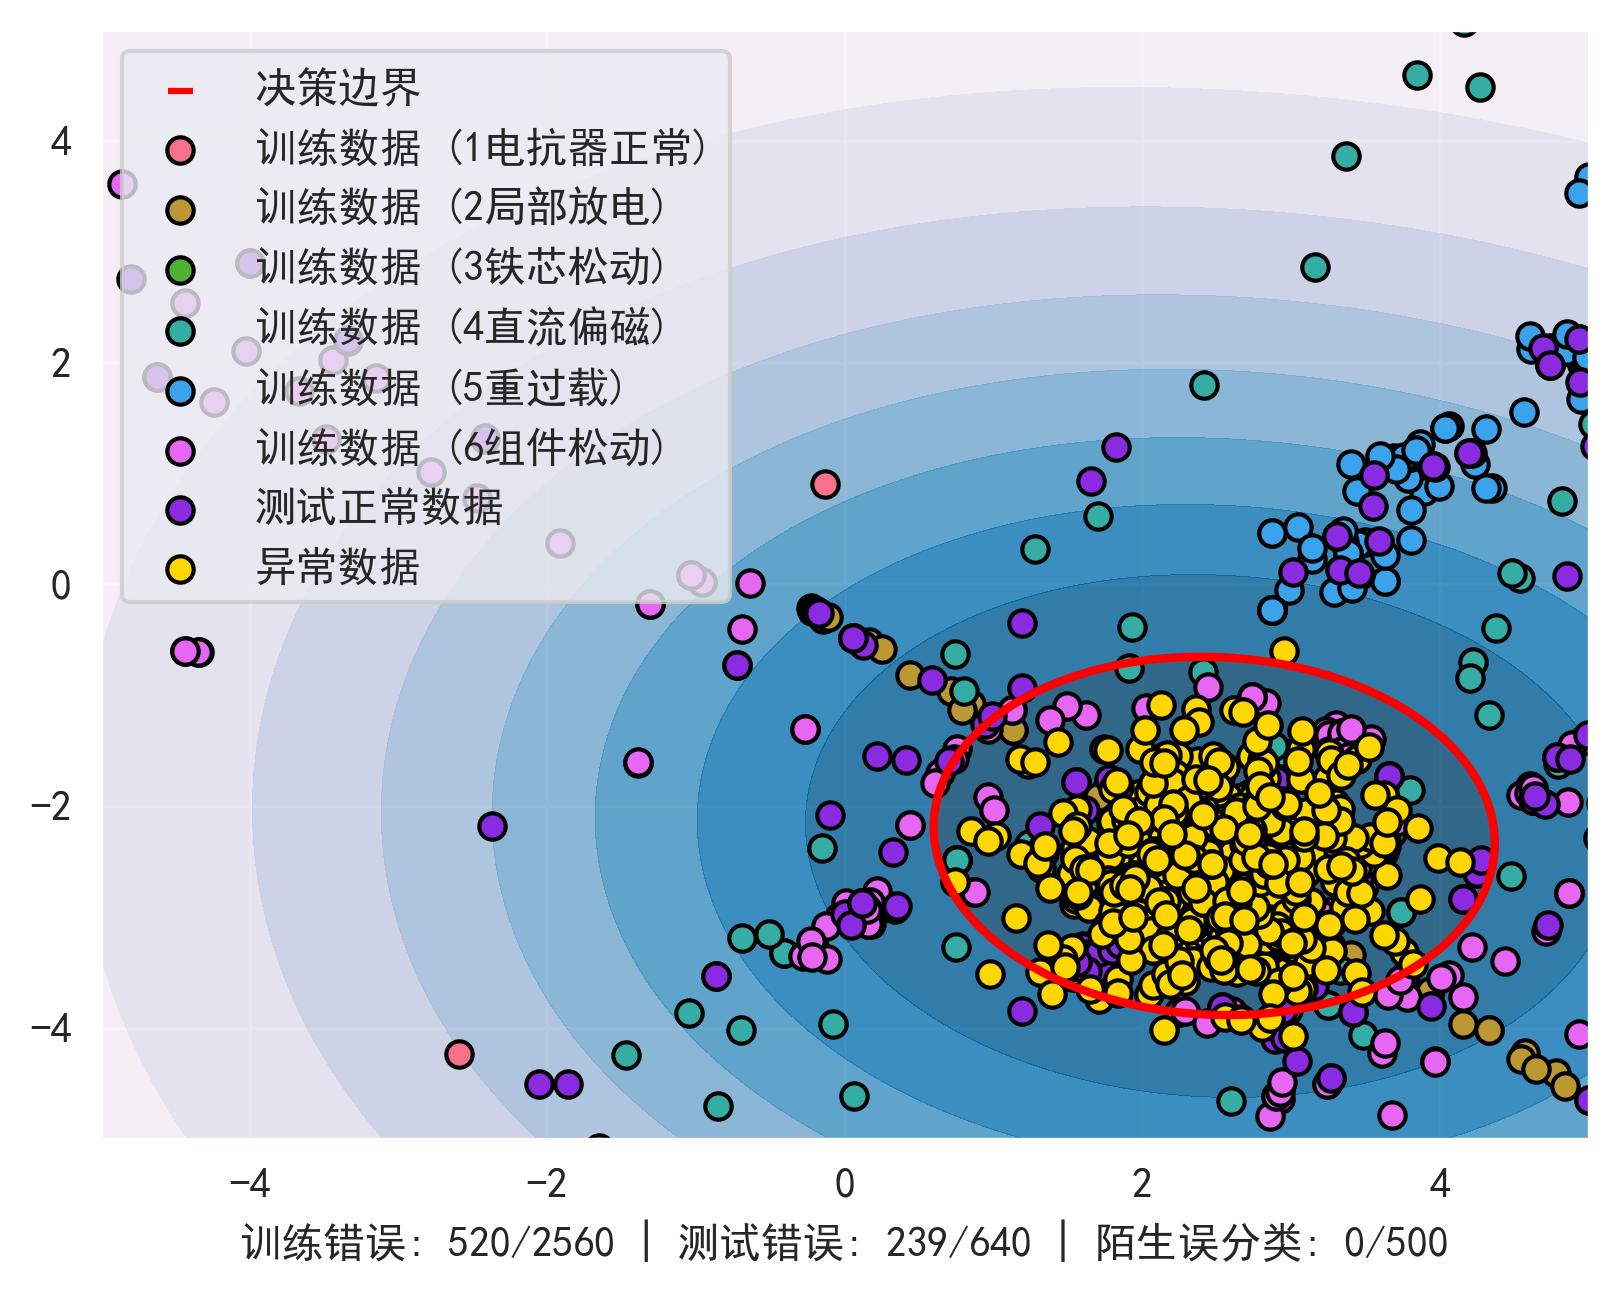 决策边界
训练数据 (1电抗器正常)
训练数据 (2局部放电)
训练数据 (3铁芯松动)
训练数据 (4直流偏磁)
训练数据 (5重过载)
训练数据 (6组件松动)
测试正常数据
异常数据
4
2
0
−2
−4
−4 −2 0 2 4
训练错误: 520/2560 | 测试错误: 239/640 | 陌生误分类: 0/500